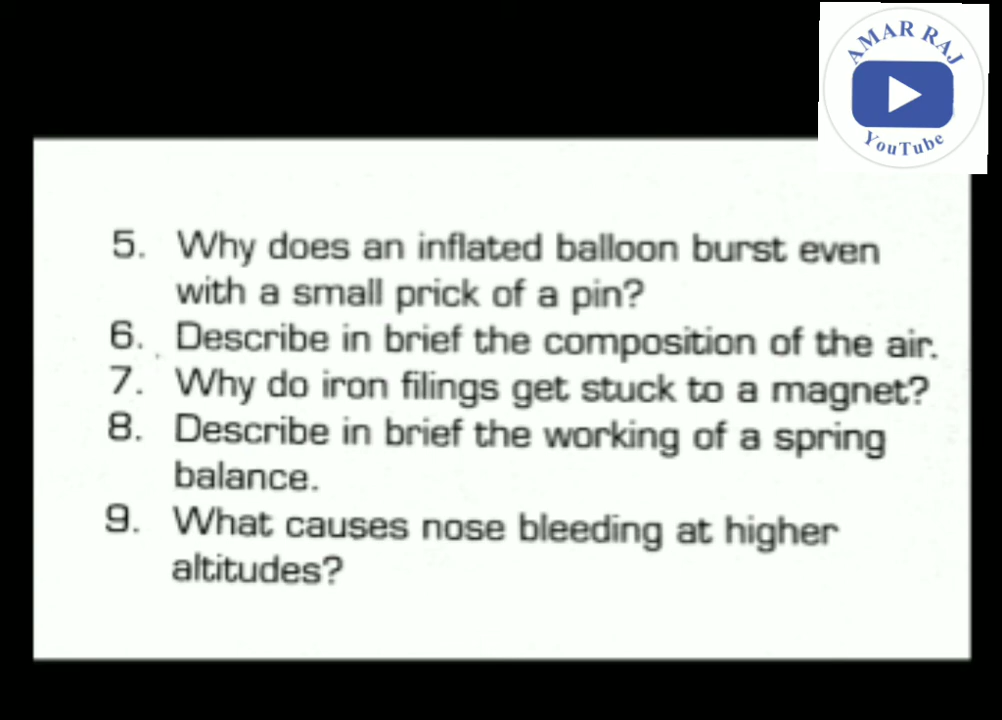 AMAR RAJ
YouTube
5. Why does an inflated balloon burst even
with a small prick of a pin?
6. Describe in brief the composition of the air.
7. Why do iron filings get stuck to a magnet?
8. Describe in brief the working of a spring
balance.
9. What causes nose bleeding at higher
altitudes?